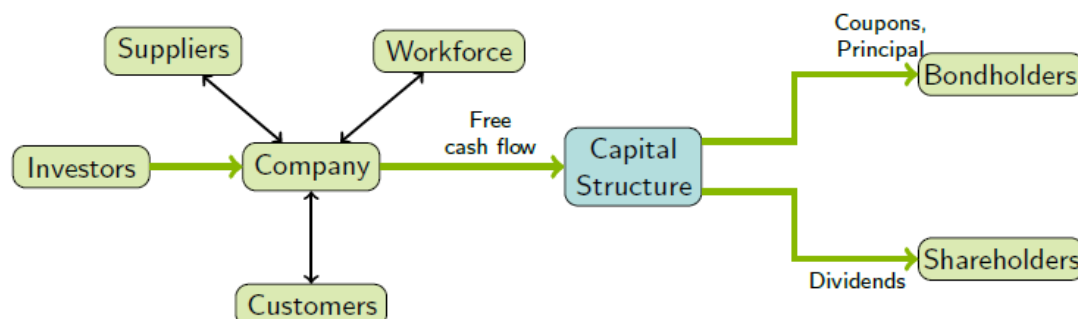 Suppliers
Workforce
Coupons,
Principal
Bondholders
Investors
Company
Free
cash flow
Capital
Structure
Customers
Dividends
Shareholders